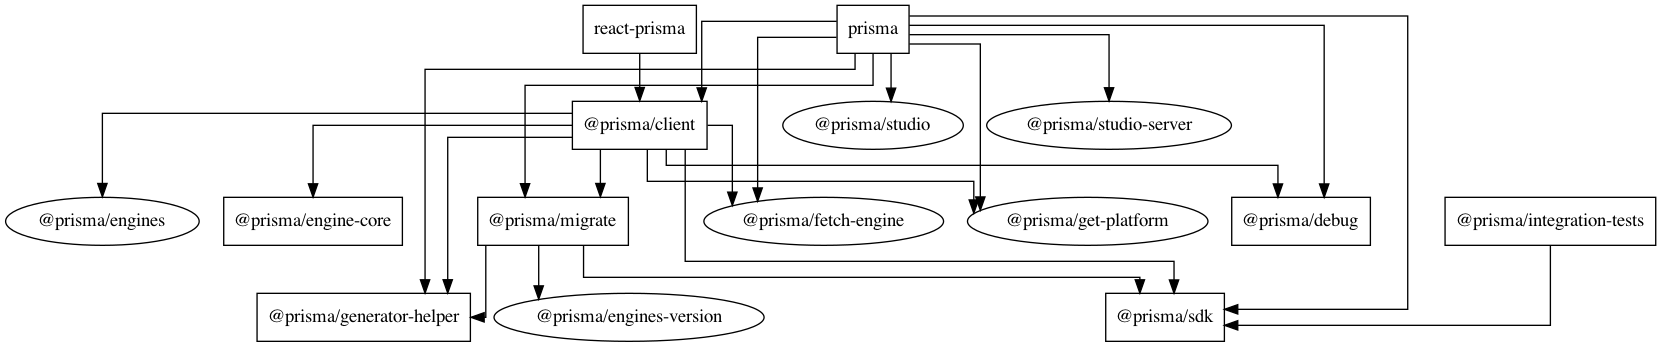 react-prisma
prisma
@prisma/client
@prisma/studio
@prisma/studio-server
@prisma/engines
@prisma/engine-core
@prisma/migrate
@prisma/fetch-engine
@prisma/get-platform
@prisma/debug
@prisma/integration-tests
@prisma/generator-helper
@prisma/engines-version
@prisma/sdk